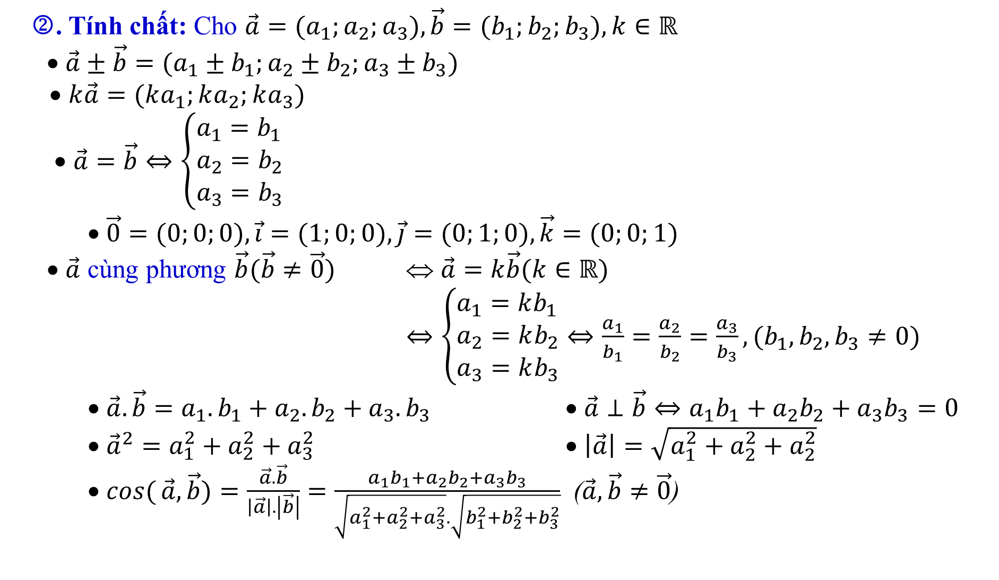 ②. Tính chất: Cho $\vec{a} = (a_1; a_2; a_3), \vec{b} = (b_1; b_2; b_3), k \in \mathbb{R}$
• $\vec{a} \pm \vec{b} = (a_1 \pm b_1; a_2 \pm b_2; a_3 \pm b_3)$
• $k\vec{a} = (ka_1; ka_2; ka_3)$
• $\vec{a} = \vec{b} \Leftrightarrow \begin{cases} a_1 = b_1 \\ a_2 = b_2 \\ a_3 = b_3 \end{cases}$
• $\vec{0} = (0; 0; 0), \vec{\imath} = (1; 0; 0), \vec{\jmath} = (0; 1; 0), \vec{k} = (0; 0; 1)$
• $\vec{a}$ cùng phương $\vec{b}(\vec{b} \neq \vec{0})$ $\Leftrightarrow \vec{a} = k\vec{b}(k \in \mathbb{R})$
$\Leftrightarrow \begin{cases} a_1 = kb_1 \\ a_2 = kb_2 \\ a_3 = kb_3 \end{cases} \Leftrightarrow \frac{a_1}{b_1} = \frac{a_2}{b_2} = \frac{a_3}{b_3}, (b_1, b_2, b_3 \neq 0)$
• $\vec{a}.\vec{b} = a_1.b_1 + a_2.b_2 + a_3.b_3$ • $\vec{a} \perp \vec{b} \Leftrightarrow a_1b_1 + a_2b_2 + a_3b_3 = 0$
• $\vec{a}^2 = a_1^2 + a_2^2 + a_3^2$ • $|\vec{a}| = \sqrt{a_1^2 + a_2^2 + a_2^2}$
• $cos(\vec{a}, \vec{b}) = \frac{\vec{a}.\vec{b}}{|\vec{a}|.|\vec{b}|} = \frac{a_1b_1+a_2b_2+a_3b_3}{\sqrt{a_1^2+a_2^2+a_3^2}.\sqrt{b_1^2+b_2^2+b_3^2}}$ $(\vec{a}, \vec{b} \neq \vec{0})$